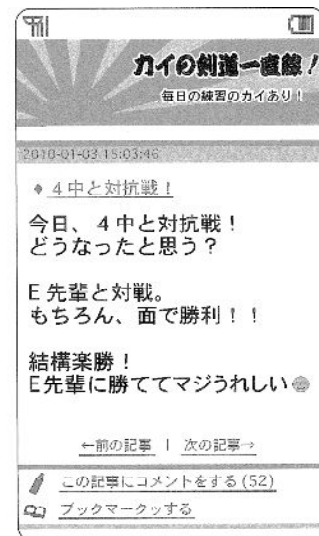 カイの剣道一直線！
毎日の練習のカイあり！
2010-01-03 15:03:46
4中と対抗戦！
今日、4中と対抗戦！
どうなったと思う？
E先輩と対戦。
もちろん、面で勝利！！
結構楽勝！
E先輩に勝ててマジうれしい
←前の記事 | 次の記事→
この記事にコメントをする(52)
ブックマークッする